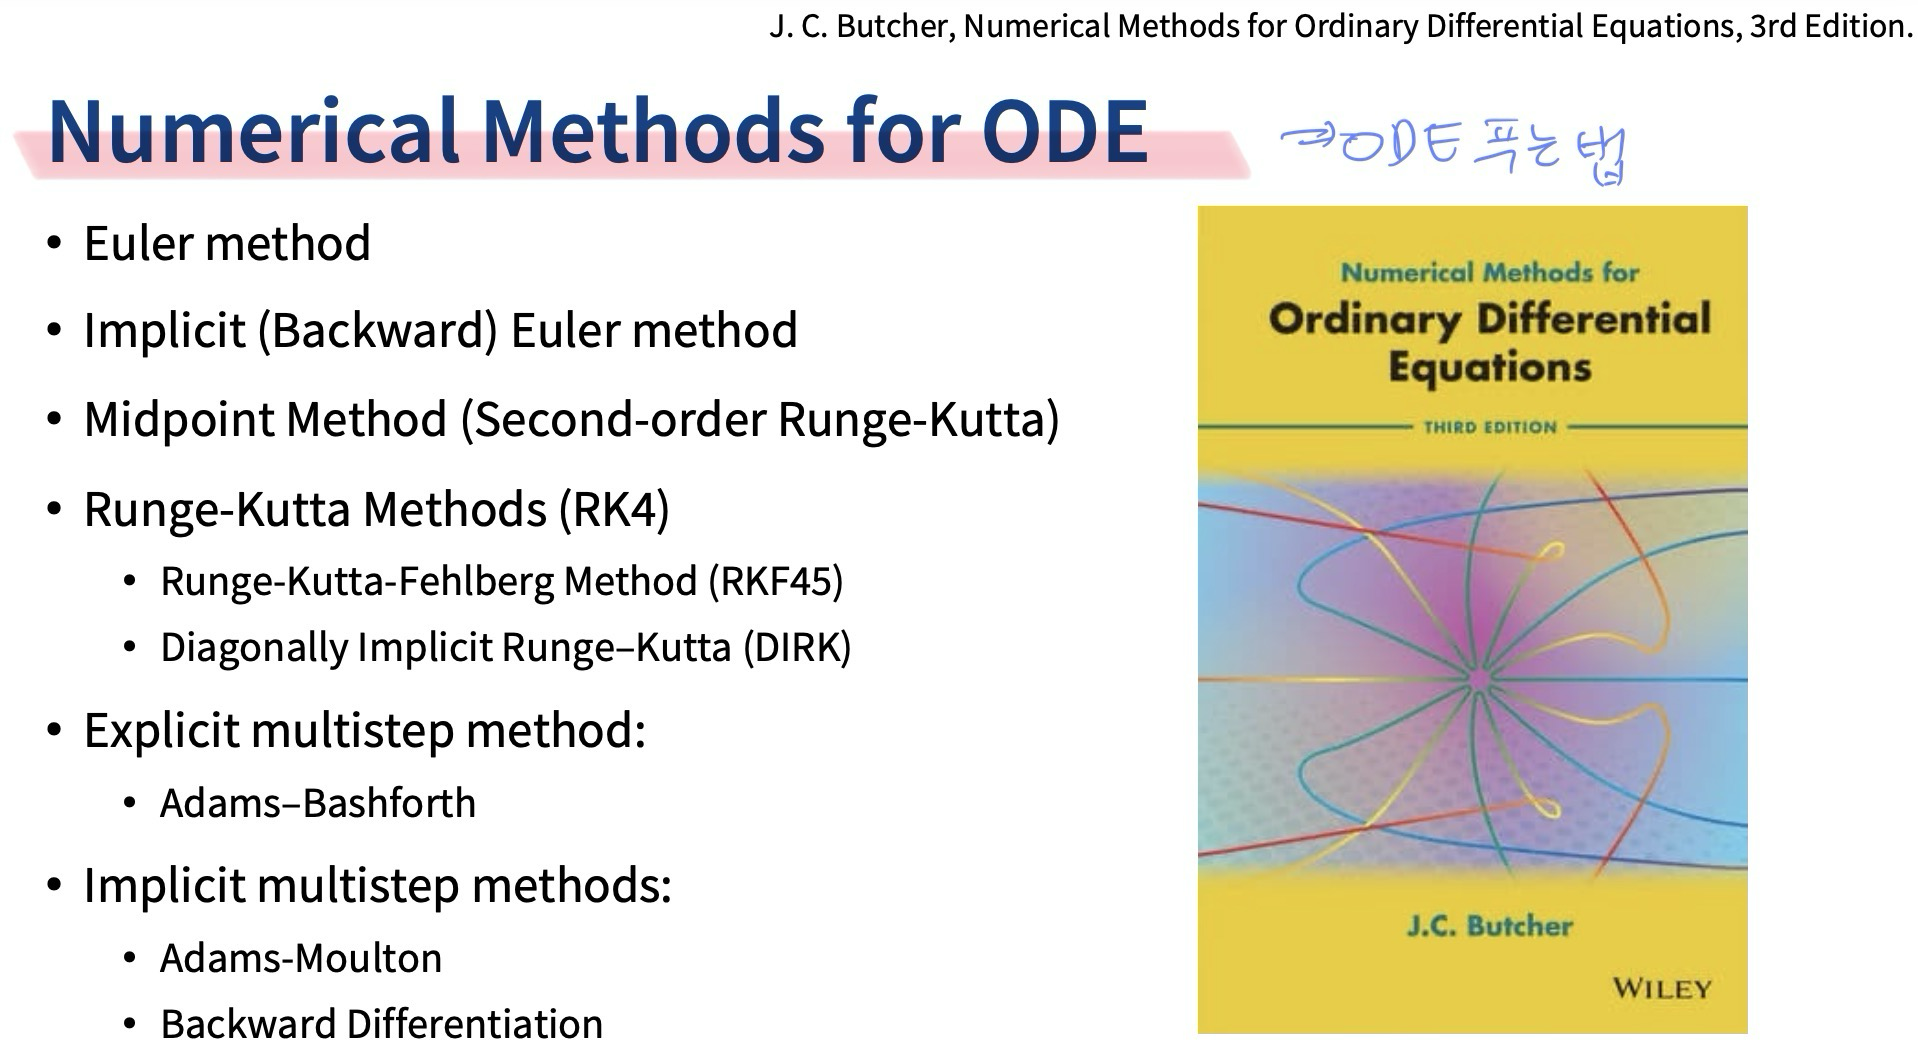 J. C. Butcher, Numerical Methods for Ordinary Differential Equations, 3rd Edition.
Numerical Methods for ODE
⇒ODE 푸는 법
• Euler method
• Implicit (Backward) Euler method
• Midpoint Method (Second-order Runge-Kutta)
• Runge-Kutta Methods (RK4)
• Runge-Kutta-Fehlberg Method (RKF45)
• Diagonally Implicit Runge–Kutta (DIRK)
• Explicit multistep method:
• Adams–Bashforth
• Implicit multistep methods:
• Adams-Moulton
• Backward Differentiation
Numerical Methods for
Ordinary Differential
Equations
THIRD EDITION
J.C. Butcher
WILEY